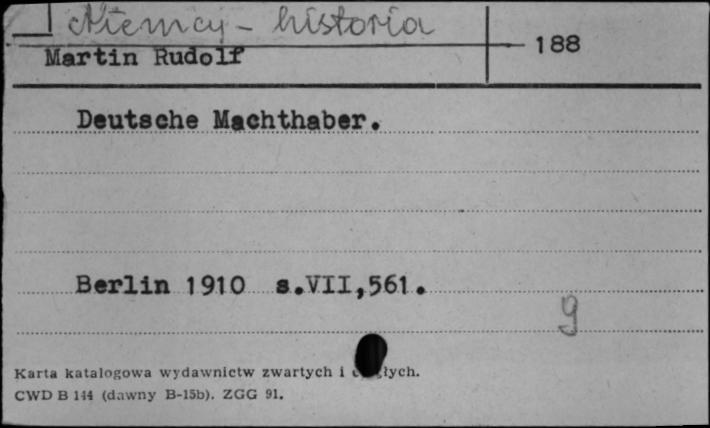 Niemcy - historia
Martin Rudolf
188
Deutsche Machthaber.
Berlin 1910 s.VII,561.
9
Karta katalogowa wydawnictw zwartych i
CWD B 144 (dawny B-15b). ZGG 91.